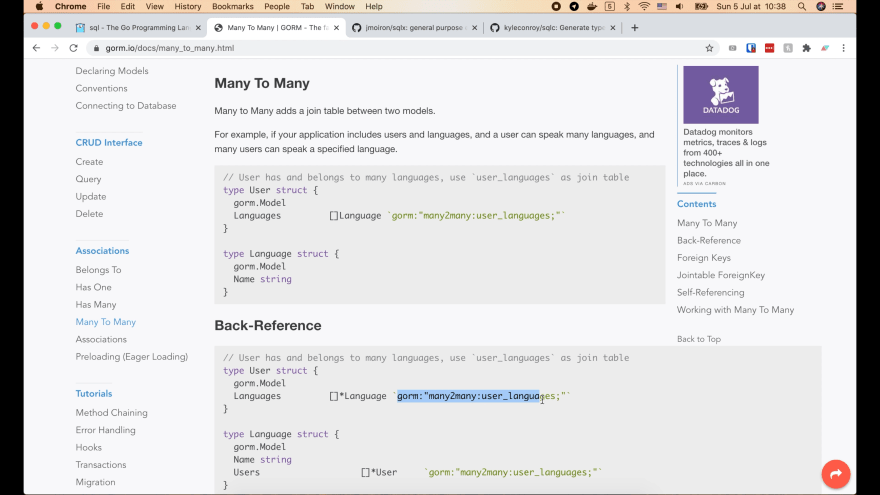 Chrome File Edit View History Bookmarks People Tab Window Help
Sun 5 Jul at 10:38
sql - The Go Programming Lan
Many To Many | GORM - The fa
jmoiron/sqlx: general purpose
kyleconroy/sqlc: Generate type
gorm.io/docs/many_to_many.html
Declaring Models
Conventions
Connecting to Database
CRUD Interface
Create
Query
Update
Delete
Associations
Belongs To
Has One
Has Many
Many To Many
Associations
Preloading (Eager Loading)
Tutorials
Method Chaining
Error Handling
Hooks
Transactions
Migration
Many To Many
Many to Many adds a join table between two models.
For example, if your application includes users and languages, and a user can speak many languages, and
many users can speak a specified language.
// User has and belongs to many languages, use `user_languages` as join table
type User struct {
gorm.Model
Languages []Language `gorm:"many2many:user_languages;"`
}
type Language struct {
gorm.Model
Name string
}
Back-Reference
// User has and belongs to many languages, use `user_languages` as join table
type User struct {
gorm.Model
Languages []*Language `gorm:"many2many:user_languages;"`
}
type Language struct {
gorm.Model
Name string
Users []*User `gorm:"many2many:user_languages;"`
}
DATADOG
Datadog monitors
metrics, traces & logs
from 400+
technologies all in one
place.
ADS VIA CARBON
Contents
Many To Many
Back-Reference
Foreign Keys
Jointable ForeignKey
Self-Referencing
Working with Many To Many
Back to Top